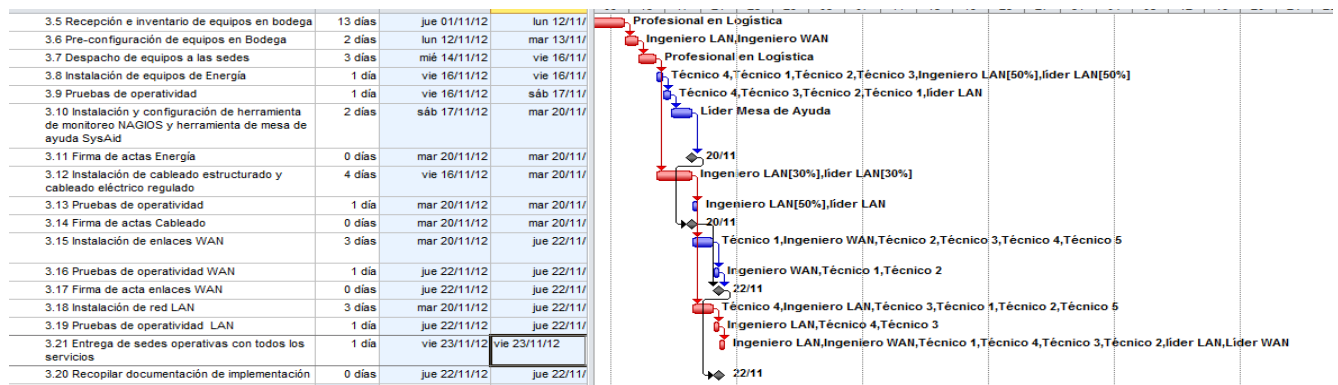 3.5 Recepción e inventario de equipos en bodega 13 días jue 01/11/12 lun 12/11/ Profesional en Logística
3.6 Pre-configuración de equipos en Bodega 2 días lun 12/11/12 mar 13/11/ Ingeniero LAN,Ingeniero WAN
3.7 Despacho de equipos a las sedes 3 días mié 14/11/12 vie 16/11/ Profesional en Logística
3.8 Instalación de equipos de Energía 1 día vie 16/11/12 vie 16/11/ Técnico 4,Técnico 1,Técnico 2,Técnico 3,Ingeniero LAN[50%],líder LAN[50%]
3.9 Pruebas de operatividad 1 día vie 16/11/12 sáb 17/11/ Técnico 4,Técnico 3,Técnico 2,Técnico 1,líder LAN
3.10 Instalación y configuración de herramienta 2 días sáb 17/11/12 mar 20/11/ Líder Mesa de Ayuda
de monitoreo NAGIOS y herramienta de mesa de
ayuda SysAid
3.11 Firma de actas Energía 0 días mar 20/11/12 mar 20/11/ 20/11
3.12 Instalación de cableado estructurado y 4 días vie 16/11/12 mar 20/11/ Ingeniero LAN[30%],líder LAN[30%]
cableado eléctrico regulado
3.13 Pruebas de operatividad 1 día mar 20/11/12 mar 20/11/ Ingeniero LAN[50%],líder LAN
3.14 Firma de actas Cableado 0 días mar 20/11/12 mar 20/11/ 20/11
3.15 Instalación de enlaces WAN 3 días mar 20/11/12 jue 22/11/ Técnico 1,Ingeniero WAN,Técnico 2,Técnico 3,Técnico 4,Técnico 5
3.16 Pruebas de operatividad WAN 1 día jue 22/11/12 jue 22/11/ Ingeniero WAN,Técnico 1,Técnico 2
3.17 Firma de acta enlaces WAN 0 días jue 22/11/12 jue 22/11/ 22/11
3.18 Instalación de red LAN 3 días mar 20/11/12 jue 22/11/ Técnico 4,Ingeniero LAN,Técnico 3,Técnico 1,Técnico 2,Técnico 5
3.19 Pruebas de operatividad LAN 1 día jue 22/11/12 jue 22/11/ Ingeniero LAN,Técnico 4,Técnico 3
3.21 Entrega de sedes operativas con todos los 1 día vie 23/11/12 vie 23/11/12 Ingeniero LAN,Ingeniero WAN,Técnico 1,Técnico 4,Técnico 3,Técnico 2,líder LAN,Líder WAN
servicios
3.20 Recopilar documentación de implementación 0 días jue 22/11/12 jue 22/11/ 22/11